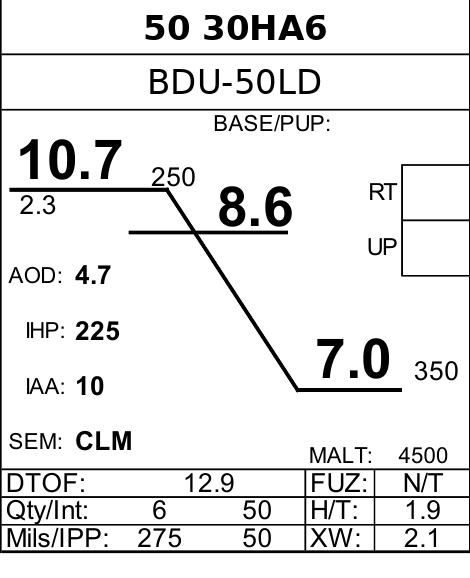 50 30HA6
BDU-50LD
BASE/PUP:
10.7
250
2.3
8.6
RT
UP
AOD: 4.7
IHP: 225
7.0 350
IAA: 10
SEM: CLM
MALT: 4500
DTOF: 12.9 FUZ: N/T
Qty/Int: 6 50 H/T: 1.9
Mils/IPP: 275 50 XW: 2.1